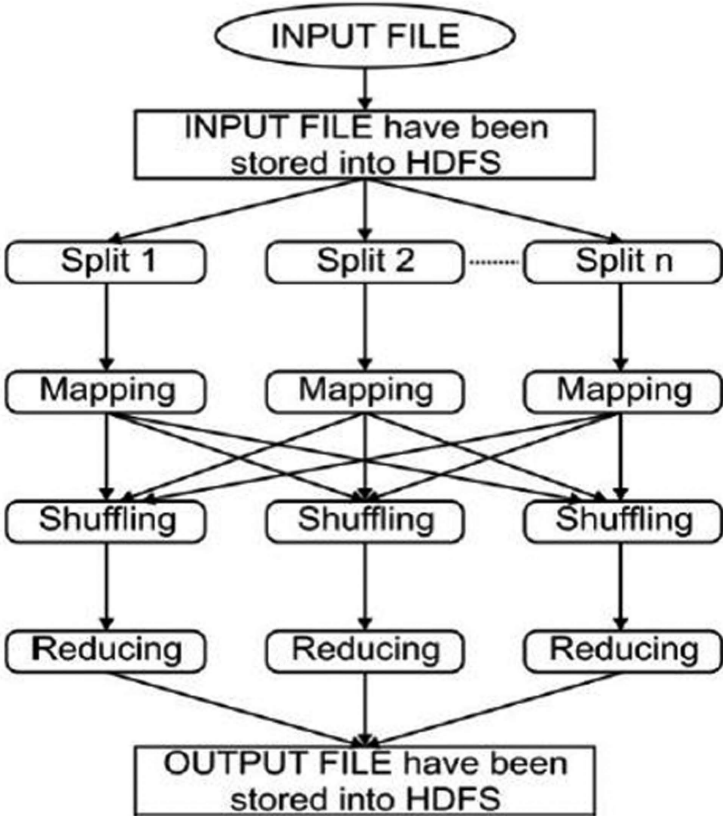 INPUT FILE
INPUT FILE have been
stored into HDFS
Split 1
Split 2
Split n
Mapping
Mapping
Mapping
Shuffling
Shuffling
Shuffling
Reducing
Reducing
Reducing
OUTPUT FILE have been
stored into HDFS